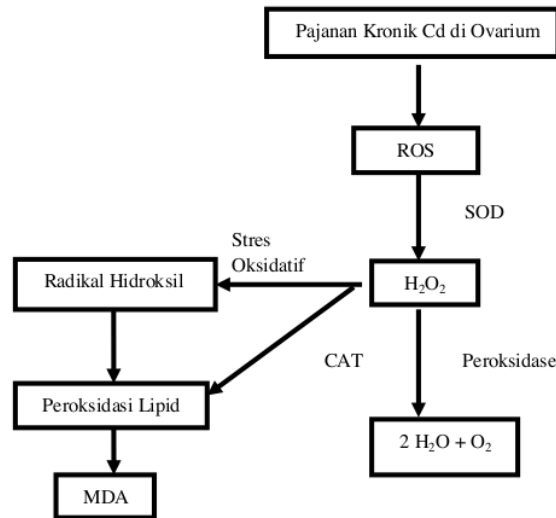 Pajanan Kronik Cd di Ovarium
ROS
SOD
Stres
Oksidatif
Radikal Hidroksil
H₂O₂
CAT
Peroksidase
Peroksidasi Lipid
2 H₂O + O₂
MDA